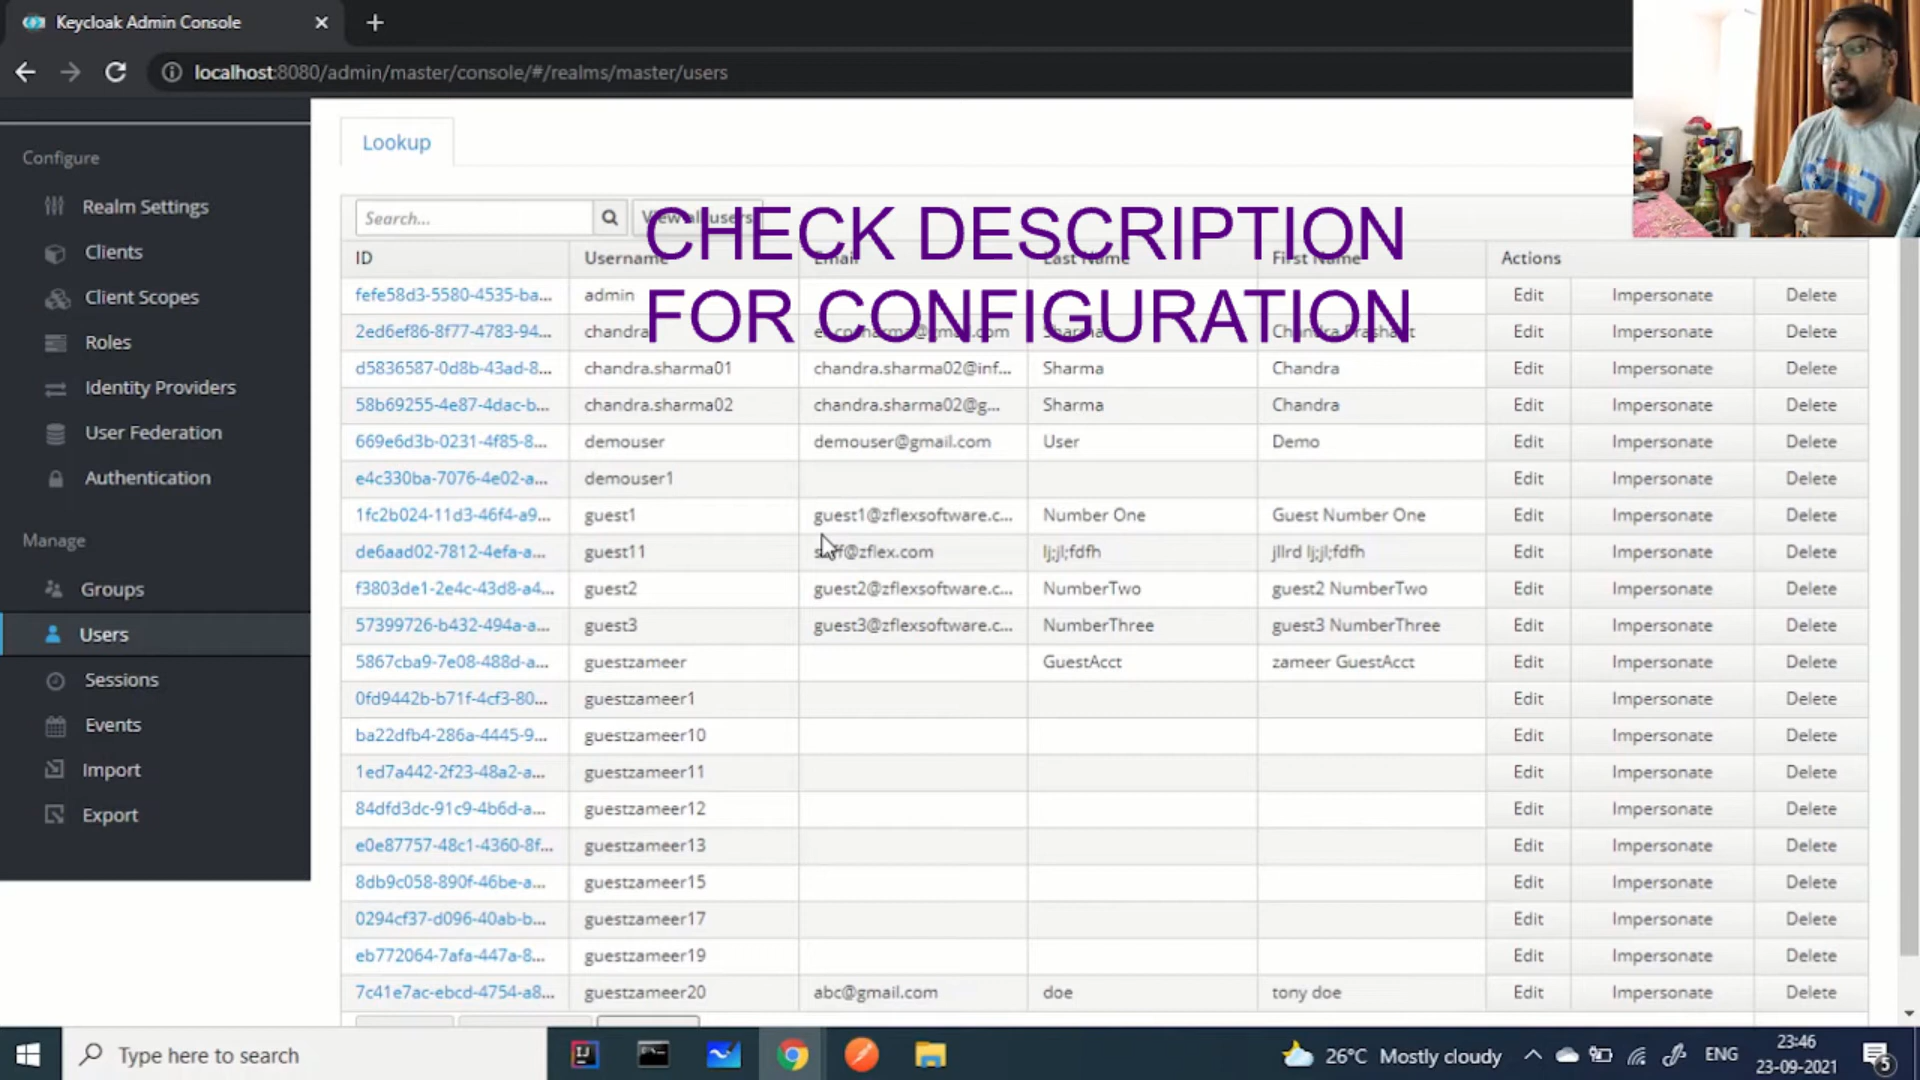 Keycloak Admin Console
localhost:8080/admin/master/console/#/realms/master/users
Configure
Realm Settings
Clients
Client Scopes
Roles
Identity Providers
User Federation
Authentication
Manage
Groups
Users
Sessions
Events
Import
Export
Lookup
Search...
View all users
CHECK DESCRIPTION
FOR CONFIGURATION
ID Username Email Last Name First Name Actions
fefe58d3-5580-4535-ba... admin Edit Impersonate Delete
2ed6ef86-8f77-4783-94... chandra Sharma Chandra Prashant Edit Impersonate Delete
d5836587-0d8b-43ad-8... chandra.sharma01 chandra.sharma02@inf... Sharma Chandra Edit Impersonate Delete
58b69255-4e87-4dac-b... chandra.sharma02 chandra.sharma02@g... Sharma Chandra Edit Impersonate Delete
669e6d3b-0231-4f85-8... demouser demouser@gmail.com User Demo Edit Impersonate Delete
e4c330ba-7076-4e02-a... demouser1 Edit Impersonate Delete
1fc2b024-11d3-46f4-a9... guest1 guest1@zflexsoftware.c... Number One Guest Number One Edit Impersonate Delete
de6aad02-7812-4efa-a... guest11 lj;jl;fdfh jllrd lj;jl;fdfh Edit Impersonate Delete
f3803de1-2e4c-43d8-a4... guest2 guest2@zflexsoftware.c... NumberTwo guest2 NumberTwo Edit Impersonate Delete
57399726-b432-494a-a... guest3 guest3@zflexsoftware.c... NumberThree guest3 NumberThree Edit Impersonate Delete
5867cba9-7e08-488d-a... guestzameer GuestAcct zameer GuestAcct Edit Impersonate Delete
0fd9442b-b71f-4cf3-80... guestzameer1 Edit Impersonate Delete
ba22dfb4-286a-4445-9... guestzameer10 Edit Impersonate Delete
1ed7a442-2f23-48a2-a... guestzameer11 Edit Impersonate Delete
84dfd3dc-91c9-4b6d-a... guestzameer12 Edit Impersonate Delete
e0e87757-48c1-4360-8f... guestzameer13 Edit Impersonate Delete
8db9c058-890f-46be-a... guestzameer15 Edit Impersonate Delete
0294cf37-d096-40ab-b... guestzameer17 Edit Impersonate Delete
eb772064-7afa-447a-8... guestzameer19 Edit Impersonate Delete
7c41e7ac-ebcd-4754-a8... guestzameer20 abc@gmail.com doe tony doe Edit Impersonate Delete
Type here to search
26°C Mostly cloudy
ENG
23:46
23-09-2021
5